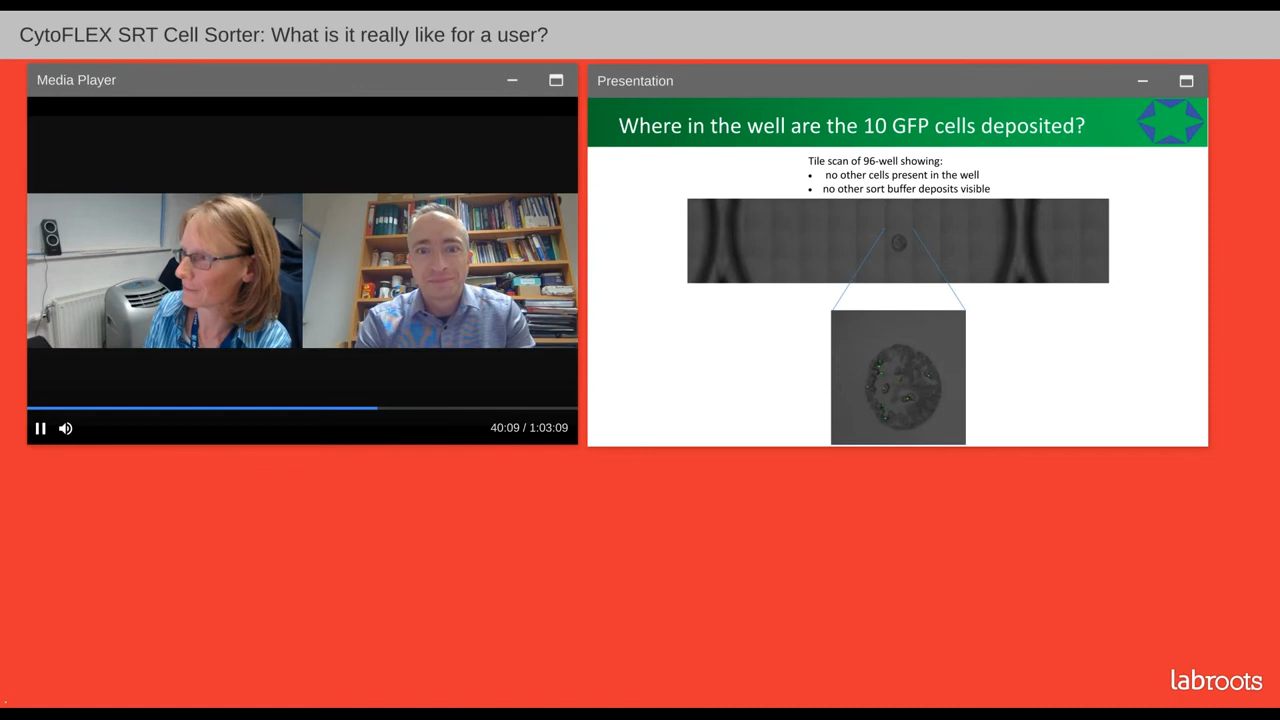 CytoFLEX SRT Cell Sorter: What is it really like for a user?
Media Player
Presentation
Where in the well are the 10 GFP cells deposited?
Tile scan of 96-well showing:
• no other cells present in the well
• no other sort buffer deposits visible
40:09 / 1:03:09
labroots